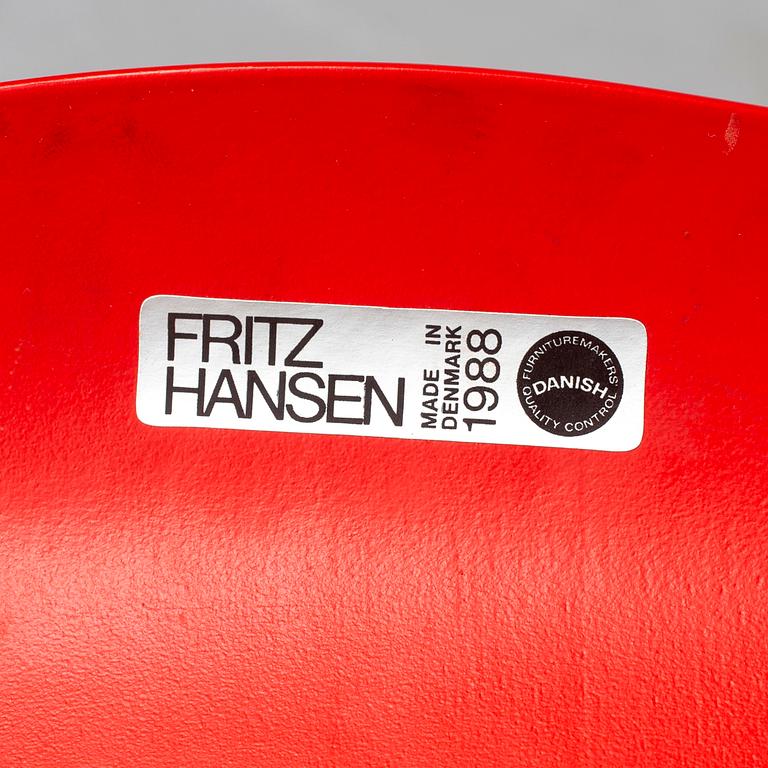 FRITZ
HANSEN
MADE IN
DENMARK
1988
FURNITUREMAKERS'
DANISH
QUALITY CONTROL